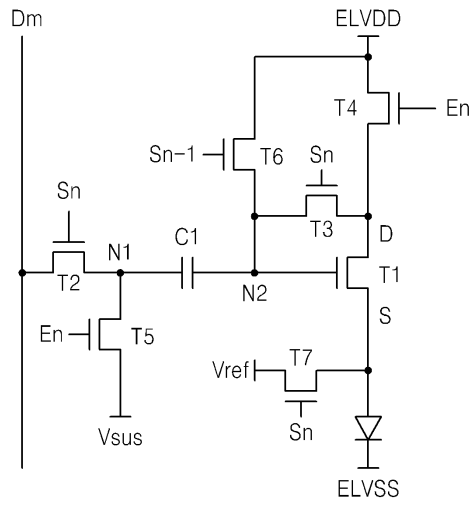 Dm
ELVDD
T4
En
Sn-1
T6
Sn
T3
Sn
D
C1
N1
T2
N2
T1
S
En
T5
T7
Vref
Sn
Vsus
ELVSS